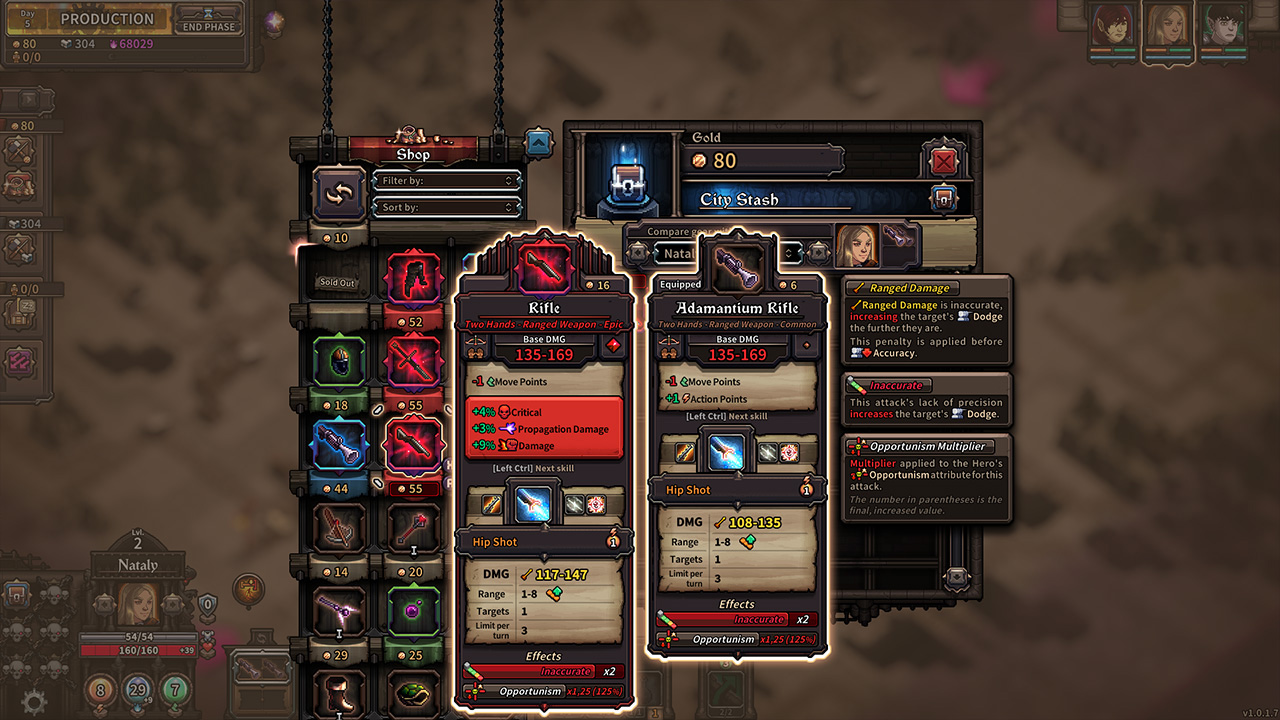 Day
5
PRODUCTION
END PHASE
80
304
68029
0/0
80
304
0/0
Shop
Filter by:
Sort by:
10
Sold Out
52
18
55
44
55
14
20
29
25
Gold
80
City Stash
Natal
16
Rifle
Two Hands - Ranged Weapon - Epic
Base DMG
135-169
-1 Move Points
+4% Critical
+3% Propagation Damage
+9% Damage
[Left Ctrl] Next skill
Hip Shot
1
DMG 117-147
Range 1-8
Targets 1
Limit per
turn 3
Effects
Inaccurate x2
Opportunism x1,25 (125%)
Equipped
6
Adamantium Rifle
Two Hands - Ranged Weapon - Common
Base DMG
135-169
-1 Move Points
+1 Action Points
[Left Ctrl] Next skill
Hip Shot
1
DMG 108-135
Range 1-8
Targets 1
Limit per
turn 3
Effects
Inaccurate x2
Opportunism x1,25 (125%)
Ranged Damage
Ranged Damage is inaccurate,
increasing the target's Dodge
the further they are.
This penalty is applied before
Accuracy.
Inaccurate
This attack's lack of precision
increases the target's Dodge.
Opportunism Multiplier
Multiplier applied to the Hero's
Opportunism attribute for this
attack.
The number in parentheses is the
final, increased value.
Lvl.
2
Nataly
0
54/54
160/160 +39
8
29
+9
7
v1.0.1.7